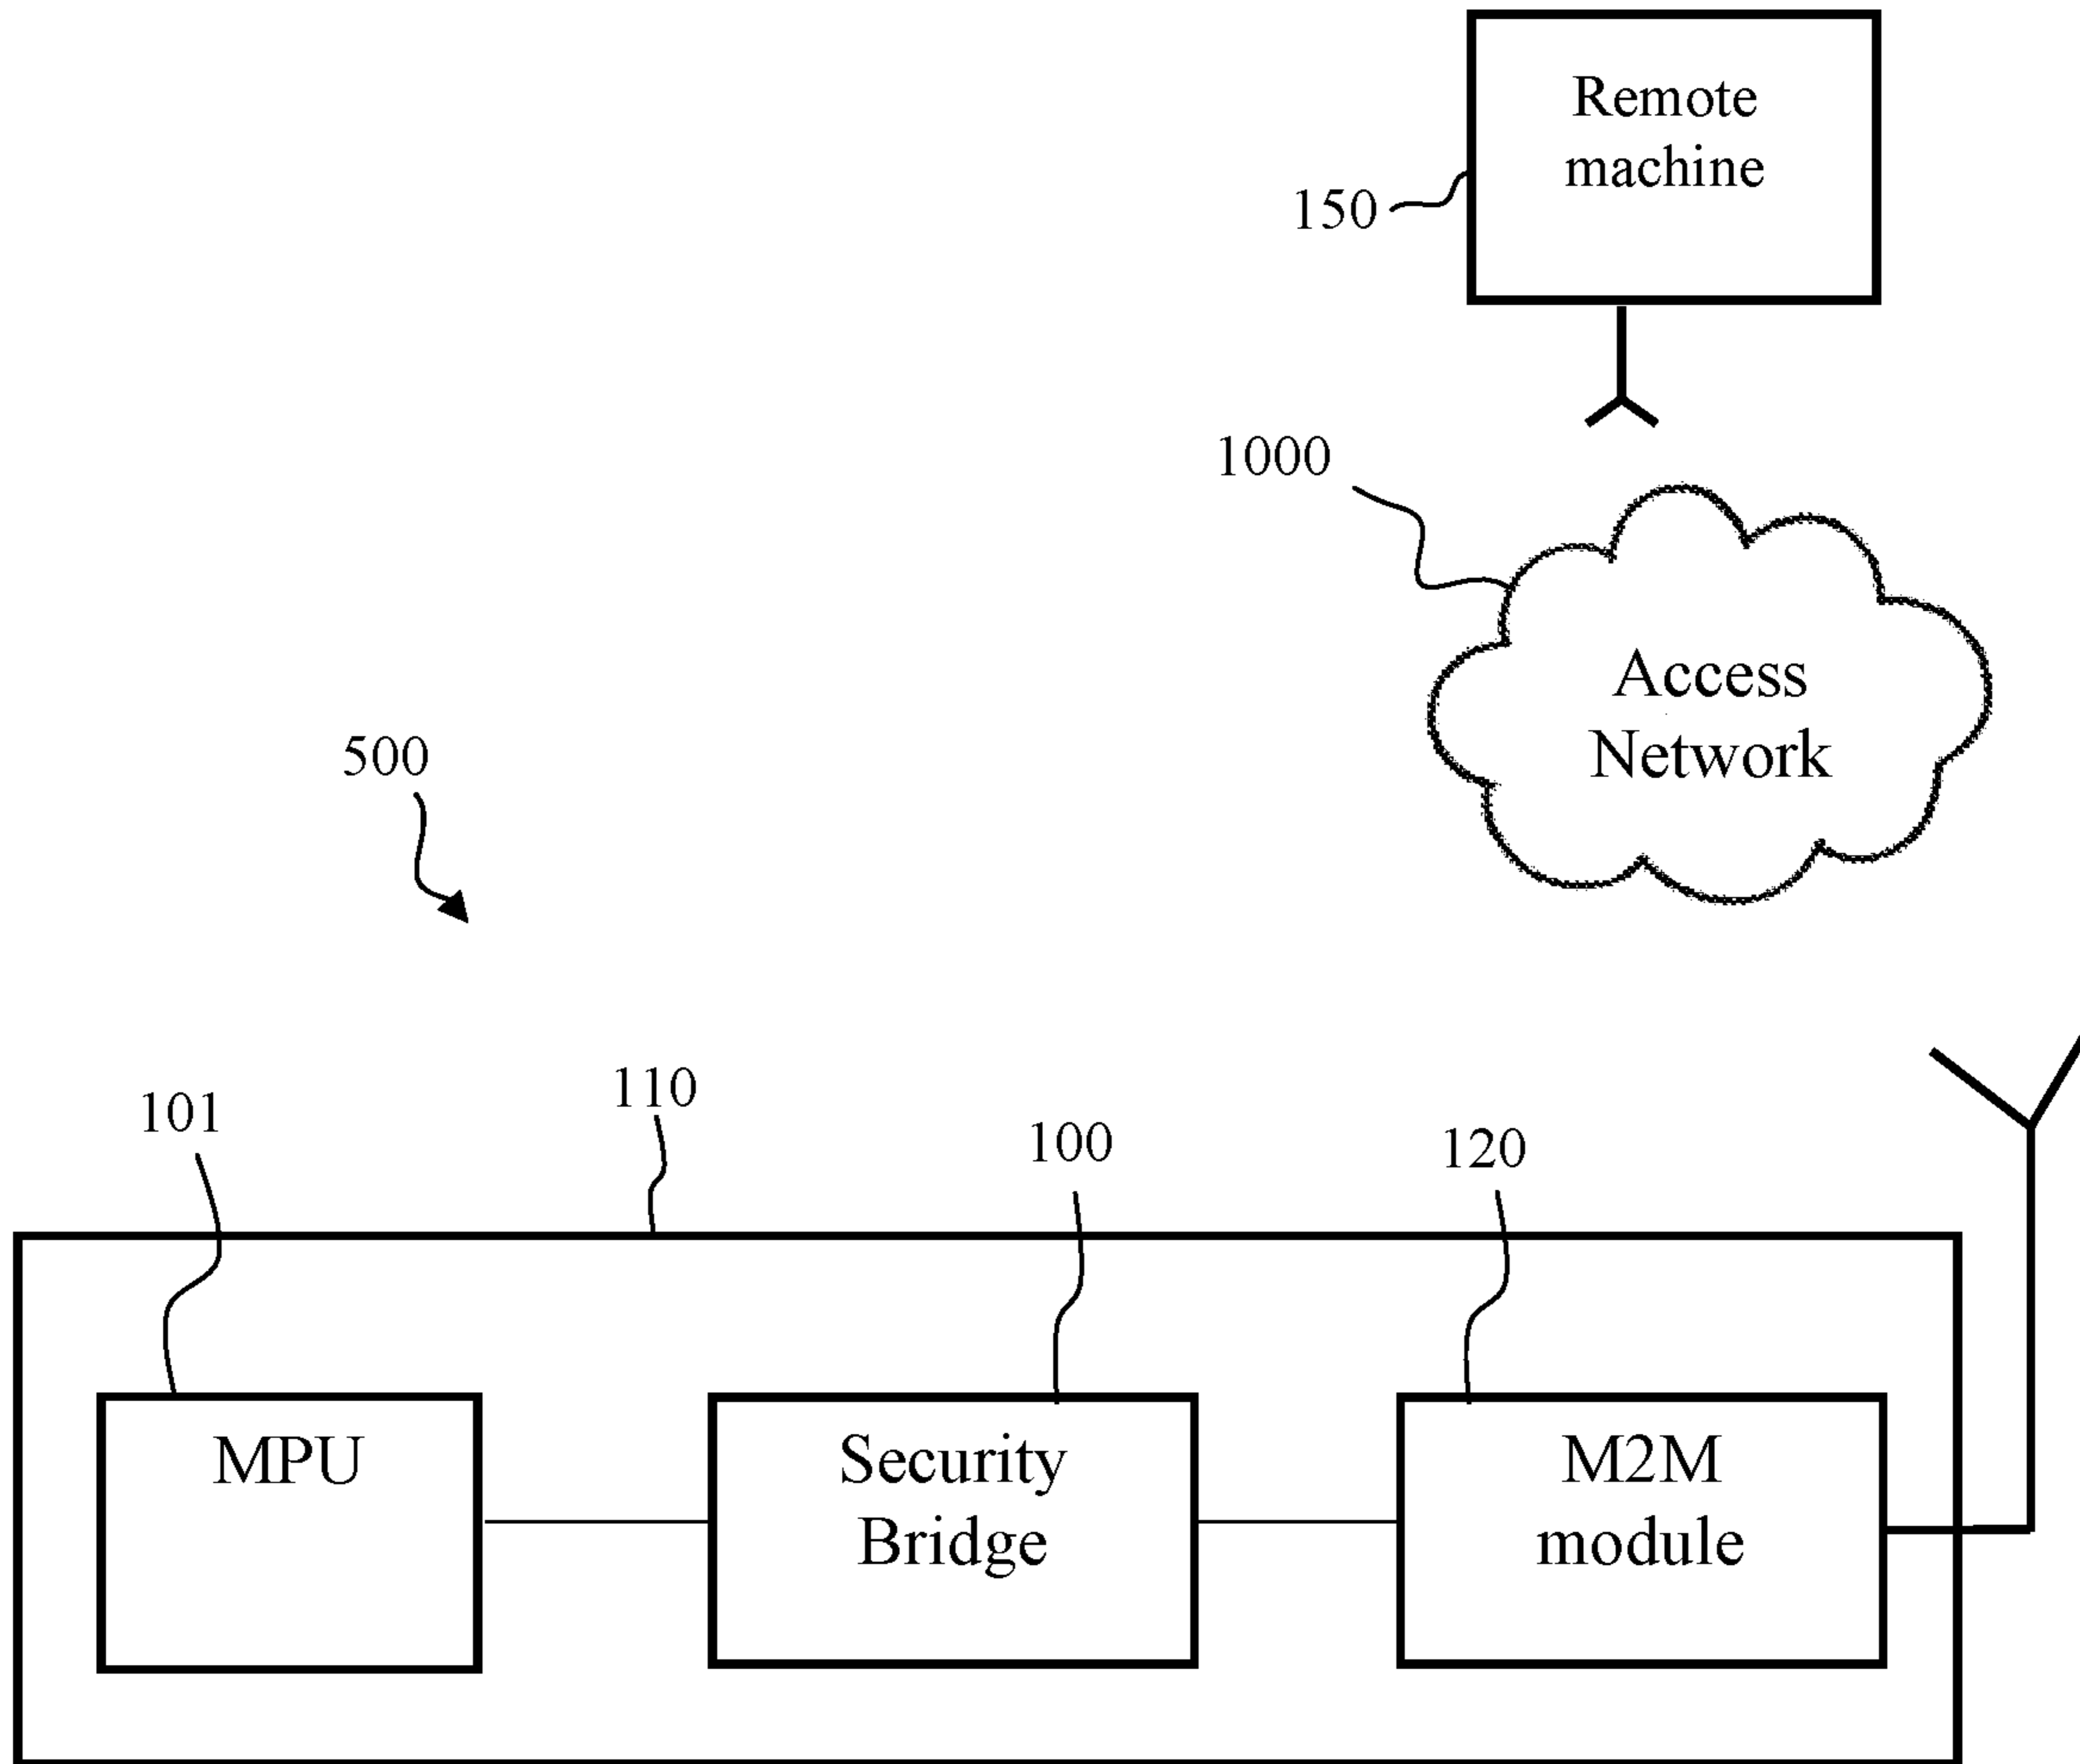 Remote
machine
150
1000
Access
Network
500
101
110
100
120
MPU
Security
Bridge
M2M
module